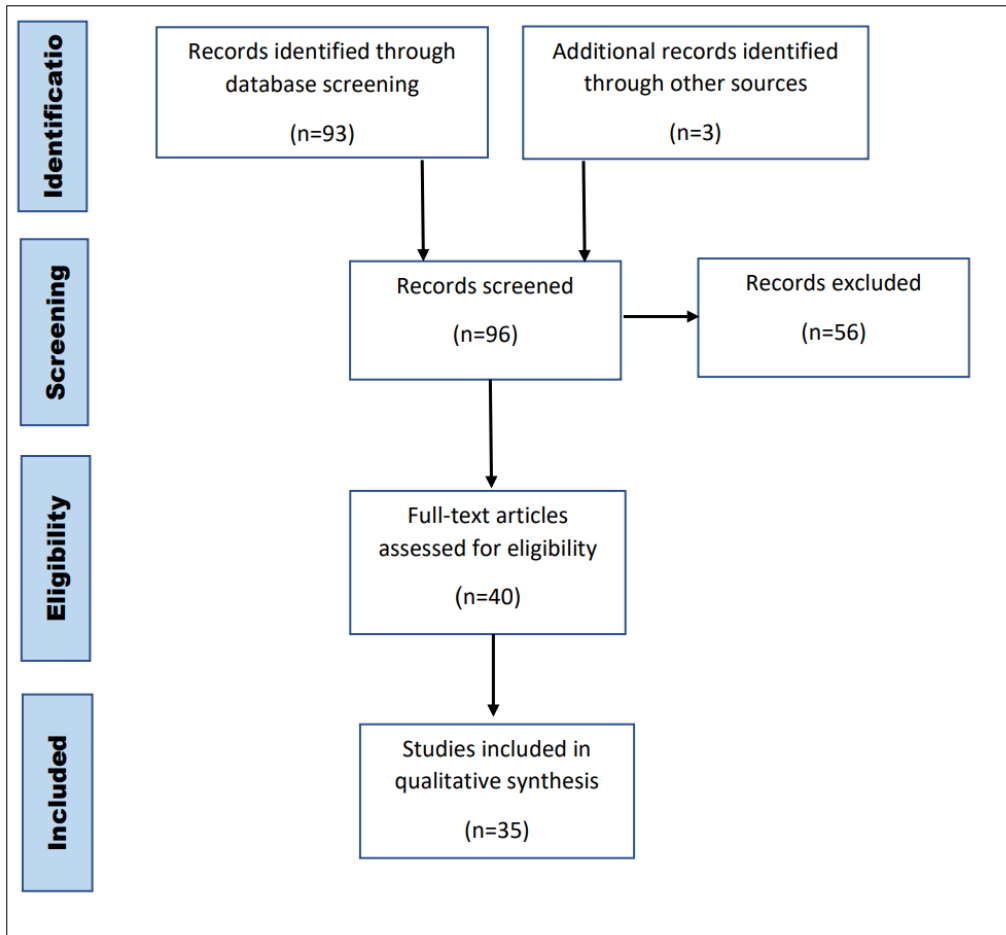 Identificatio
Records identified through
database screening
(n=93)
Additional records identified
through other sources
(n=3)
Screening
Records screened
(n=96)
Records excluded
(n=56)
Eligibility
Full-text articles
assessed for eligibility
(n=40)
Included
Studies included in
qualitative synthesis
(n=35)